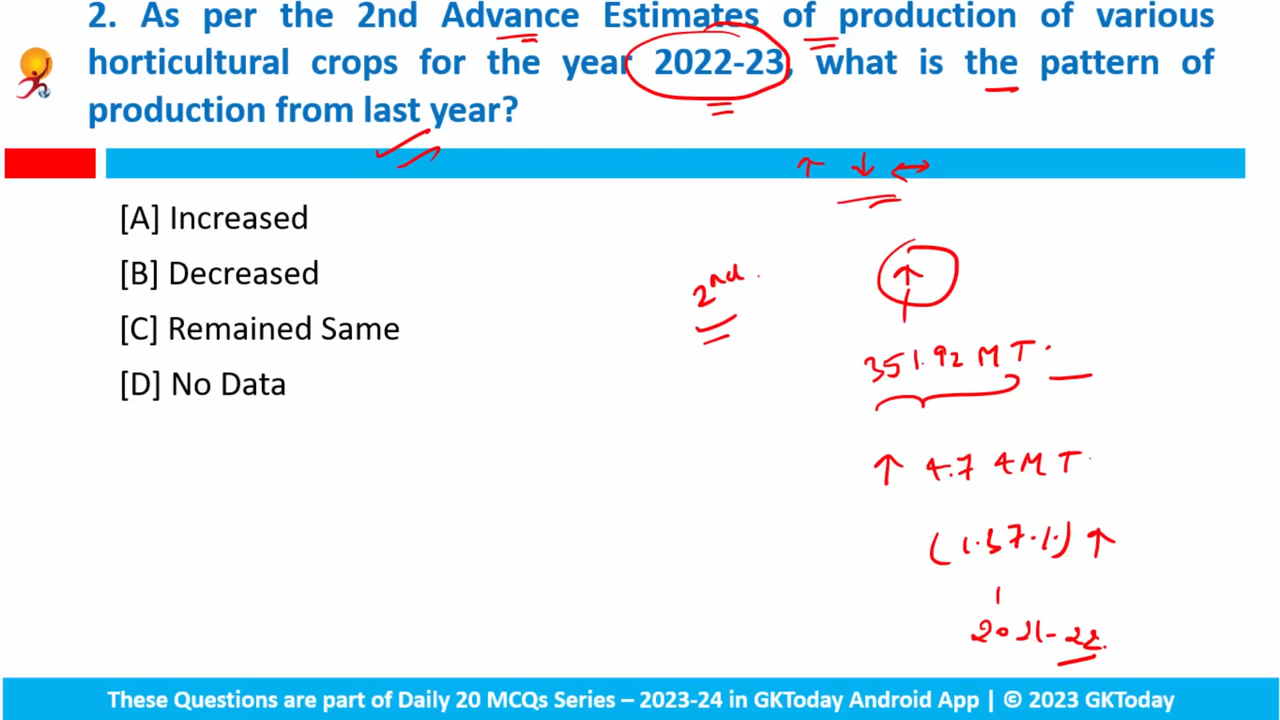 2. As per the 2nd Advance Estimates of production of various
horticultural crops for the year 2022-23, what is the pattern of
production from last year?
[A] Increased
[B] Decreased
[C] Remained Same
[D] No Data
2nd
351.92 MT
4.74 MT
(1.37%)
2021-22
These Questions are part of Daily 20 MCQs Series – 2023-24 in GKToday Android App | © 2023 GKToday